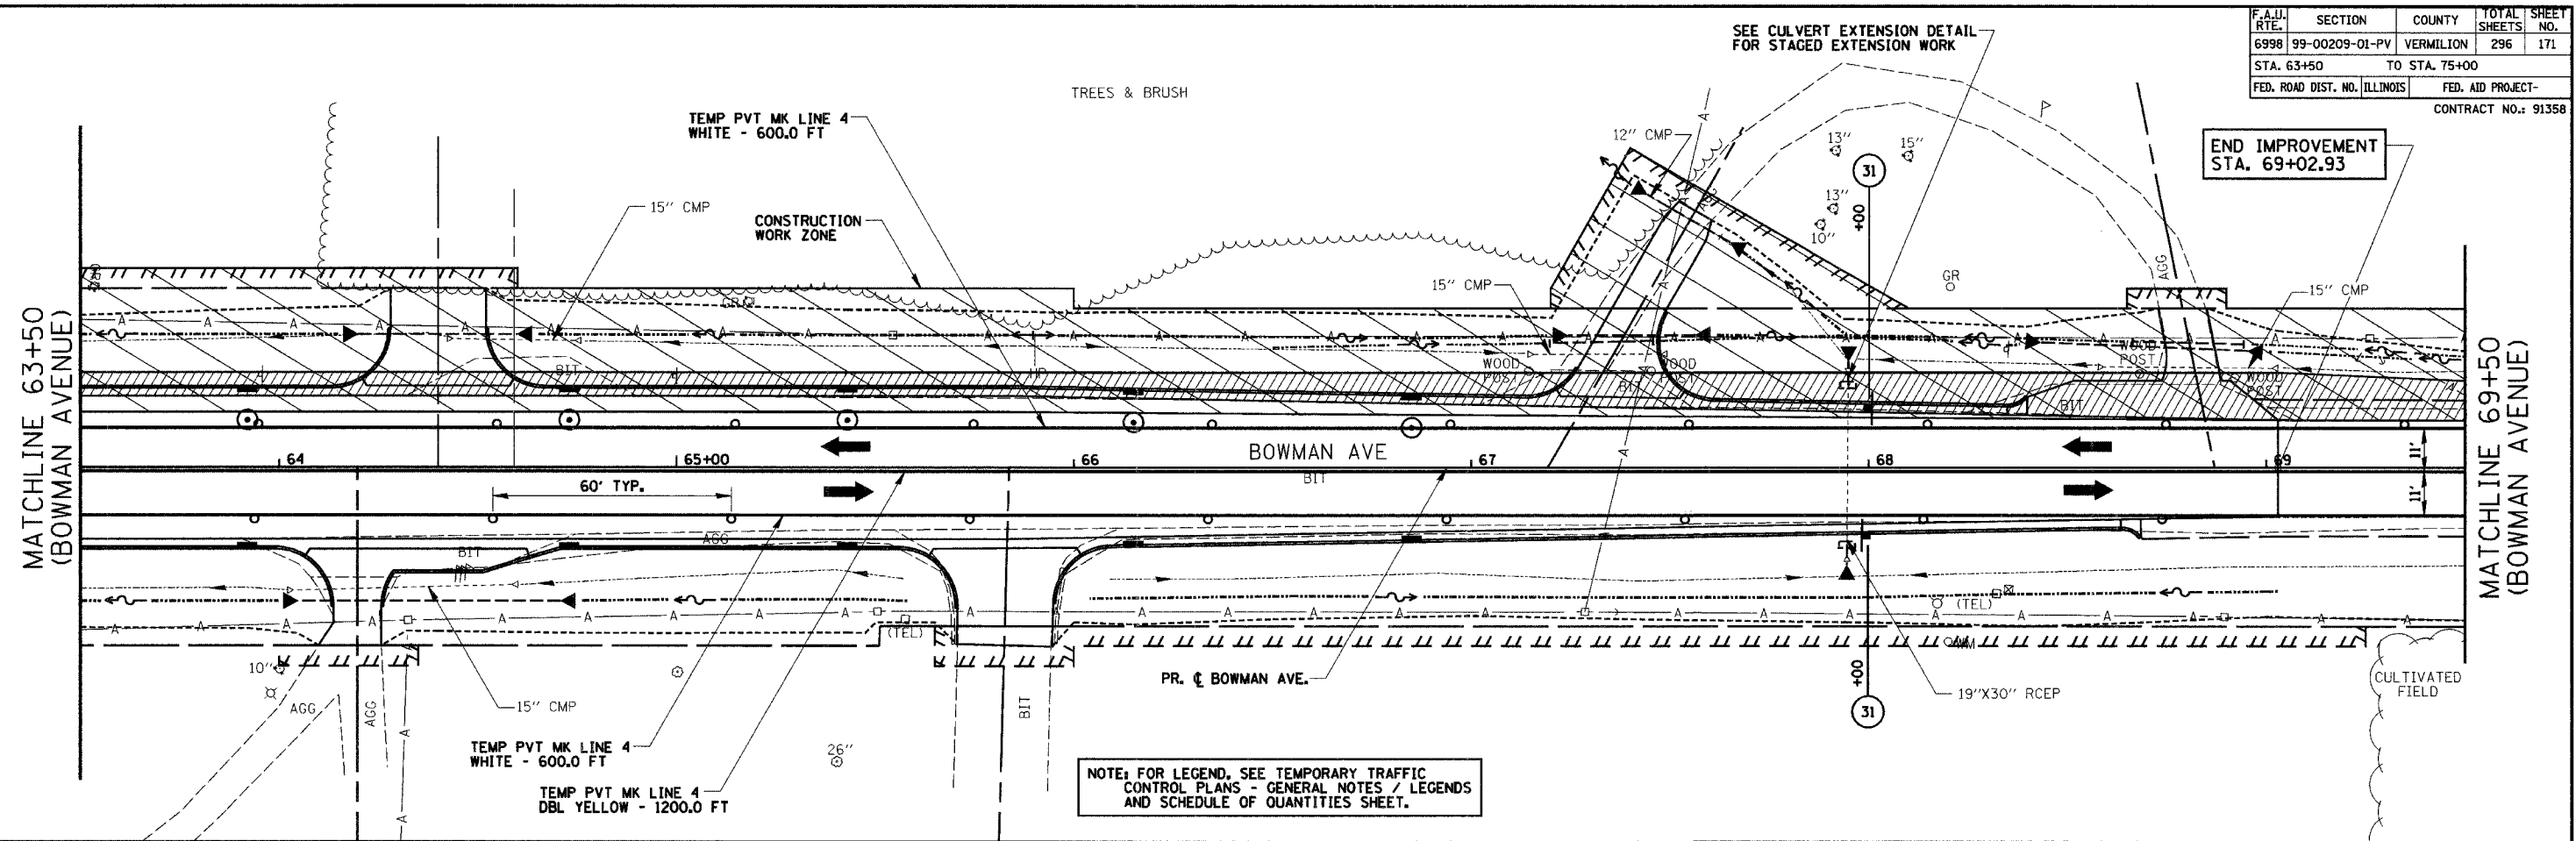 F.A.U. RTE. SECTION COUNTY TOTAL SHEETS SHEET NO.
6998 99-00209-01-PV VERMILION 296 171
STA. 63+50 TO STA. 75+00
FED. ROAD DIST. NO. ILLINOIS FED. AID PROJECT-
CONTRACT NO.: 91358
SEE CULVERT EXTENSION DETAIL
FOR STAGED EXTENSION WORK
TREES & BRUSH
TEMP PVT MK LINE 4
WHITE - 600.0 FT
12" CMP
13"
15"
END IMPROVEMENT
STA. 69+02.93
31
13"
10"
+00
15" CMP
CONSTRUCTION
WORK ZONE
P
AGG
GR
15" CMP
15" CMP
GR
MATCHLINE 63+50
(BOWMAN AVENUE)
A A A A A A A A
HP
WOOD
POST
WOOD
POST
WOOD
POST
WOOD
POST
BIT
BIT
BIT
BOWMAN AVE
64 65+00 66 67 68 69
BIT
60' TYP.
11'
11'
MATCHLINE 69+50
(BOWMAN AVENUE)
BIT
AGG
A A A A A A A A
(TEL)
(TEL)
WM
10"
AGG
AGG
15" CMP
BIT
PR. ℄ BOWMAN AVE.
+00
31
19"X30" RCEP
CULTIVATED
FIELD
TEMP PVT MK LINE 4
WHITE - 600.0 FT
26"
TEMP PVT MK LINE 4
DBL YELLOW - 1200.0 FT
NOTE: FOR LEGEND, SEE TEMPORARY TRAFFIC
CONTROL PLANS - GENERAL NOTES / LEGENDS
AND SCHEDULE OF QUANTITIES SHEET.